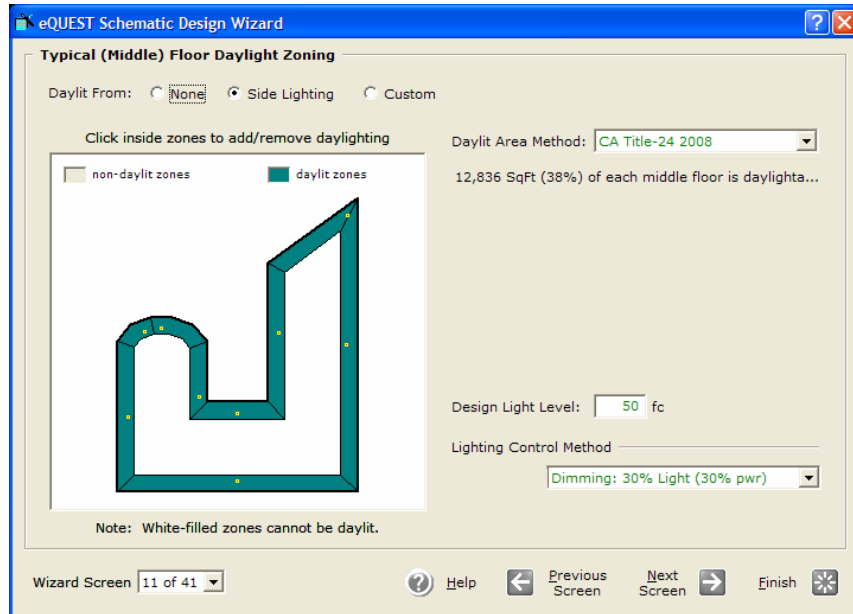 eQUEST Schematic Design Wizard
Typical (Middle) Floor Daylight Zoning
Daylit From: None Side Lighting Custom
Click inside zones to add/remove daylighting
non-daylit zones daylit zones
Note: White-filled zones cannot be daylit.
Daylit Area Method: CA Title-24 2008
12,836 SqFt (38%) of each middle floor is daylighta...
Design Light Level: 50 fc
Lighting Control Method
Dimming: 30% Light (30% pwr)
Wizard Screen 11 of 41 Help Previous Screen Next Screen Finish